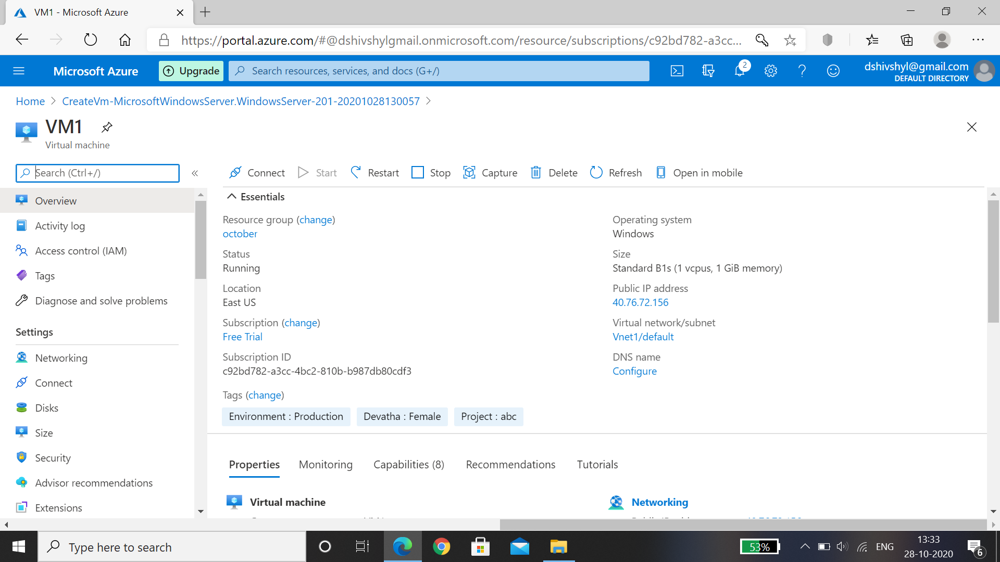 VM1 - Microsoft Azure
https://portal.azure.com/#@dshivshylgmail.onmicrosoft.com/resource/subscriptions/c92bd782-a3cc...
Microsoft Azure
Upgrade
Search resources, services, and docs (G+/)
2
dshivshyl@gmail.com
DEFAULT DIRECTORY
Home > CreateVm-MicrosoftWindowsServer.WindowsServer-201-20201028130057 >
VM1
Virtual machine
Search (Ctrl+/)
«
Connect
Start
Restart
Stop
Capture
Delete
Refresh
Open in mobile
Overview
Activity log
Access control (IAM)
Tags
Diagnose and solve problems
Settings
Networking
Connect
Disks
Size
Security
Advisor recommendations
Extensions
Essentials
Resource group (change)
october
Status
Running
Location
East US
Subscription (change)
Free Trial
Subscription ID
c92bd782-a3cc-4bc2-810b-b987db80cdf3
Operating system
Windows
Size
Standard B1s (1 vcpus, 1 GiB memory)
Public IP address
40.76.72.156
Virtual network/subnet
Vnet1/default
DNS name
Configure
Tags (change)
Environment : Production
Devatha : Female
Project : abc
Properties
Monitoring
Capabilities (8)
Recommendations
Tutorials
Virtual machine
Networking
Type here to search
53%
ENG
13:33
28-10-2020
6